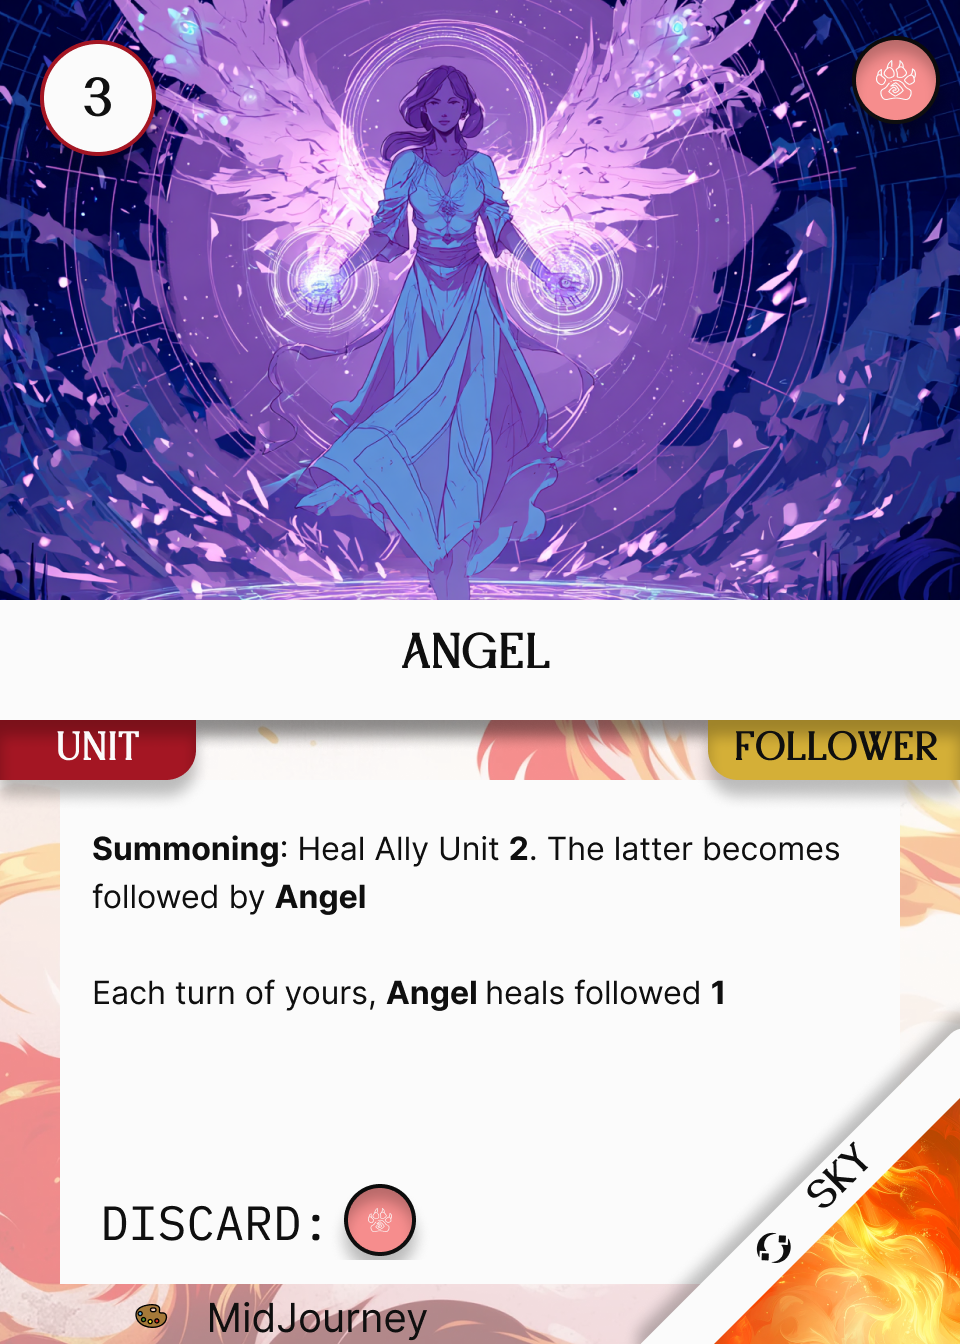 3
ANGEL
UNIT
FOLLOWER
Summoning: Heal Ally Unit 2. The latter becomes
followed by Angel
Each turn of yours, Angel heals followed 1
DISCARD:
SKY
MidJourney